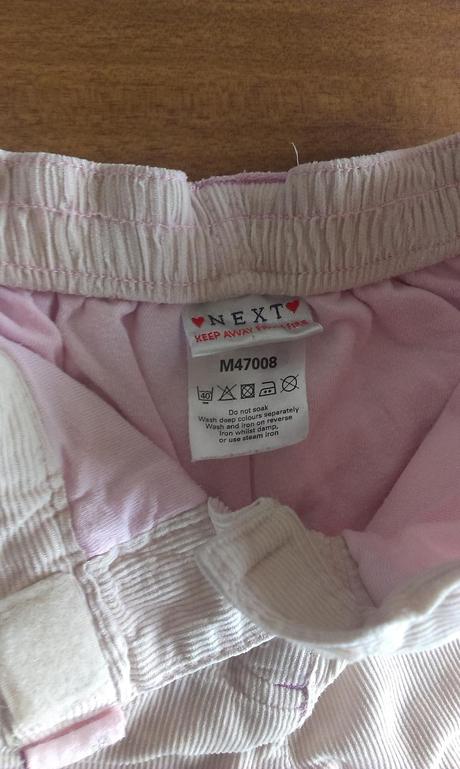 NEXT
KEEP AWAY FROM FIRE
M47008
40
Do not soak
Wash deep colours separately
Wash and iron on reverse
Iron whilst damp,
or use steam iron